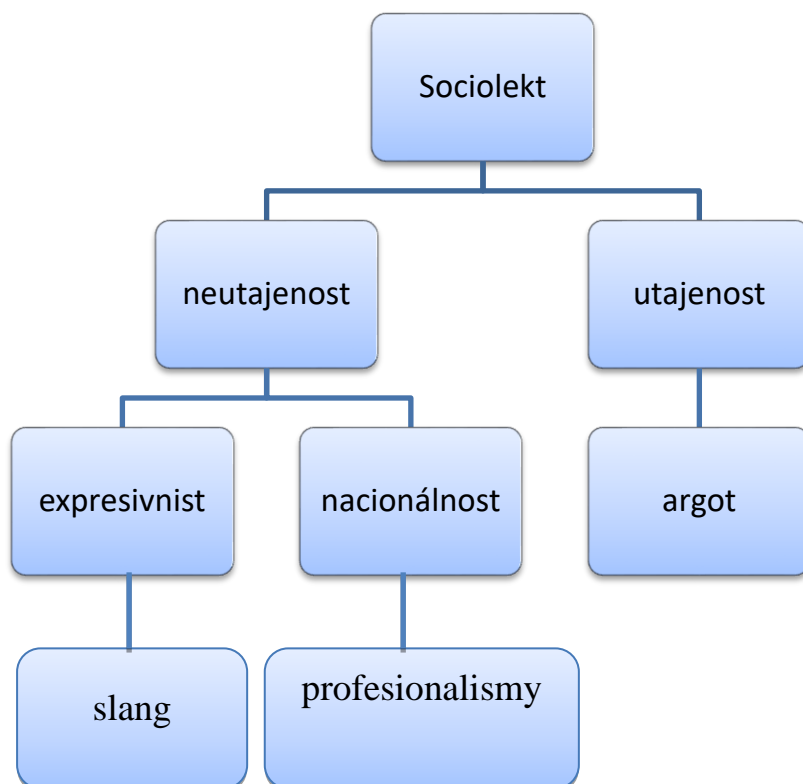 Sociolekt
neutajenost
utajenost
expresivnist
nacionálnost
argot
slang
profesionalismy